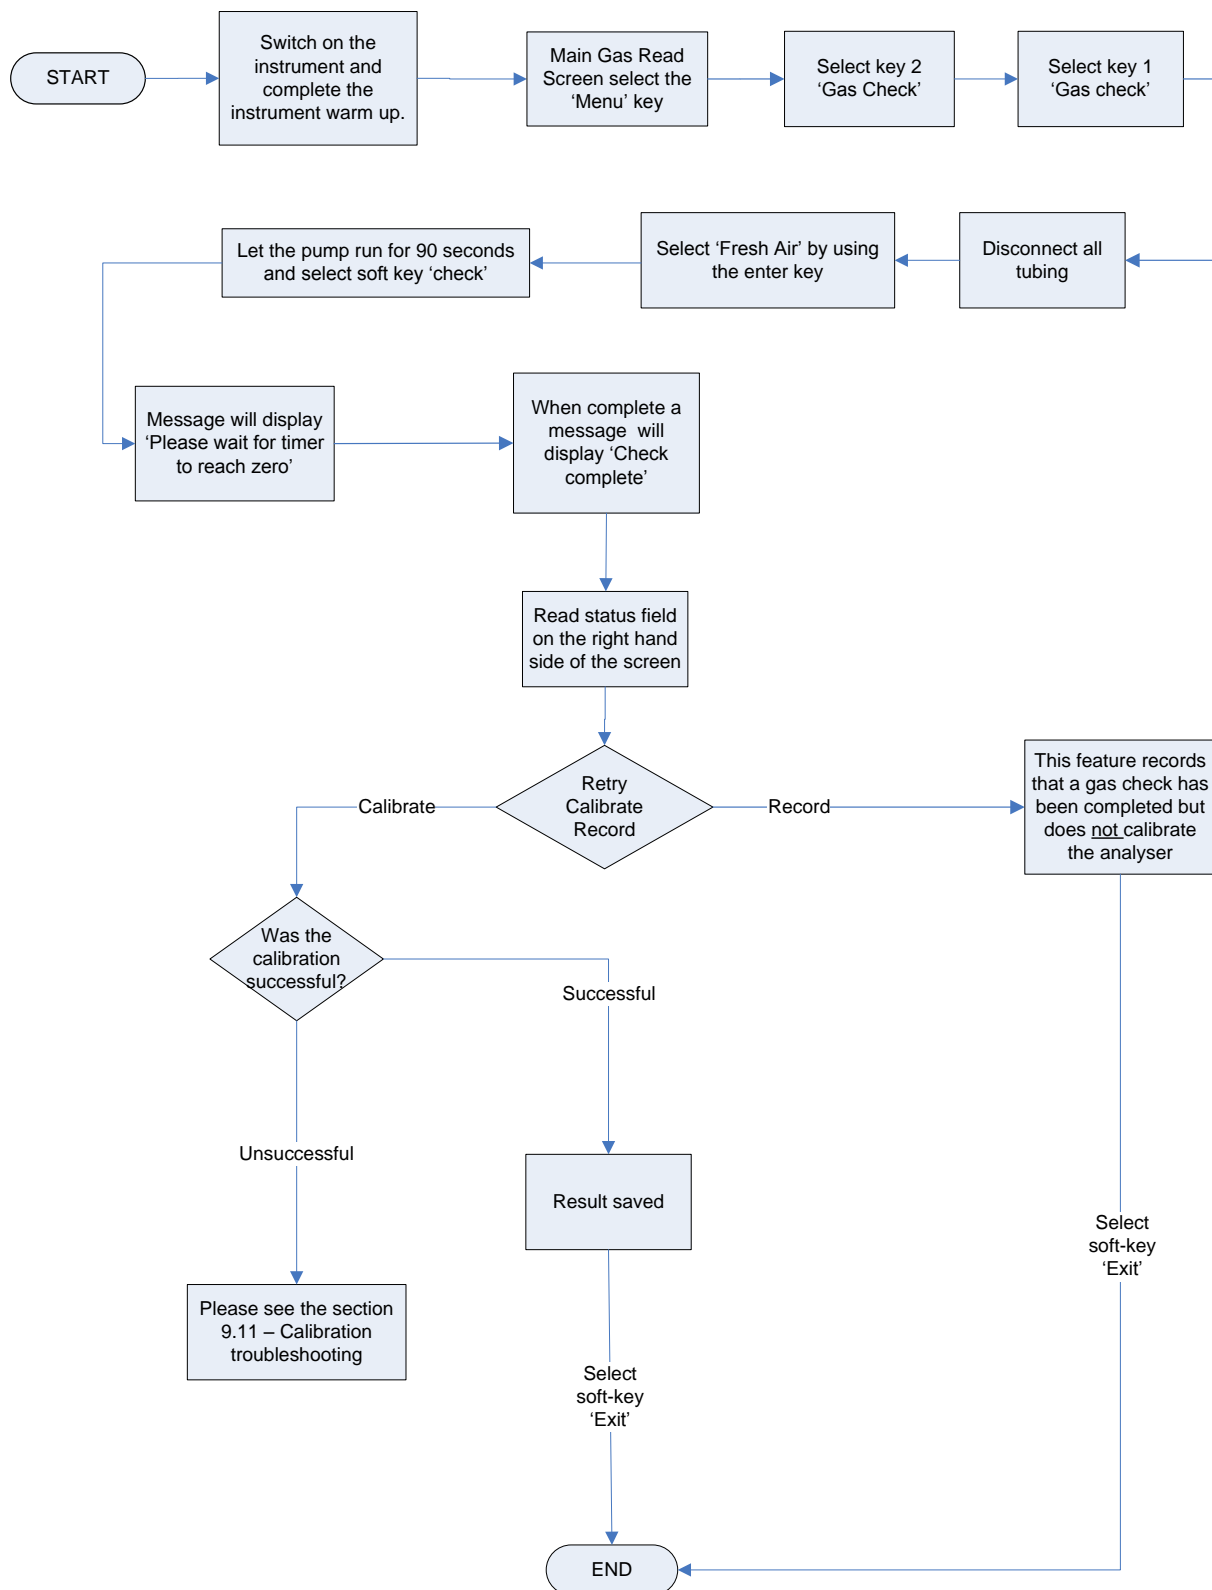 START
Switch on the
instrument and
complete the
instrument warm up.
Main Gas Read
Screen select the
‘Menu’ key
Select key 2
‘Gas Check’
Select key 1
‘Gas check’
Disconnect all
tubing
Select ‘Fresh Air’ by using
the enter key
Let the pump run for 90 seconds
and select soft key ‘check’
Message will display
‘Please wait for timer
to reach zero’
When complete a
message will
display ‘Check
complete’
Read status field
on the right hand
side of the screen
Retry
Calibrate
Record
Calibrate
Record
This feature records
that a gas check has
been completed but
does not calibrate
the analyser
Was the
calibration
successful?
Successful
Unsuccessful
Result saved
Please see the section
9.11 – Calibration
troubleshooting
Select
soft-key
‘Exit’
Select
soft-key
‘Exit’
END